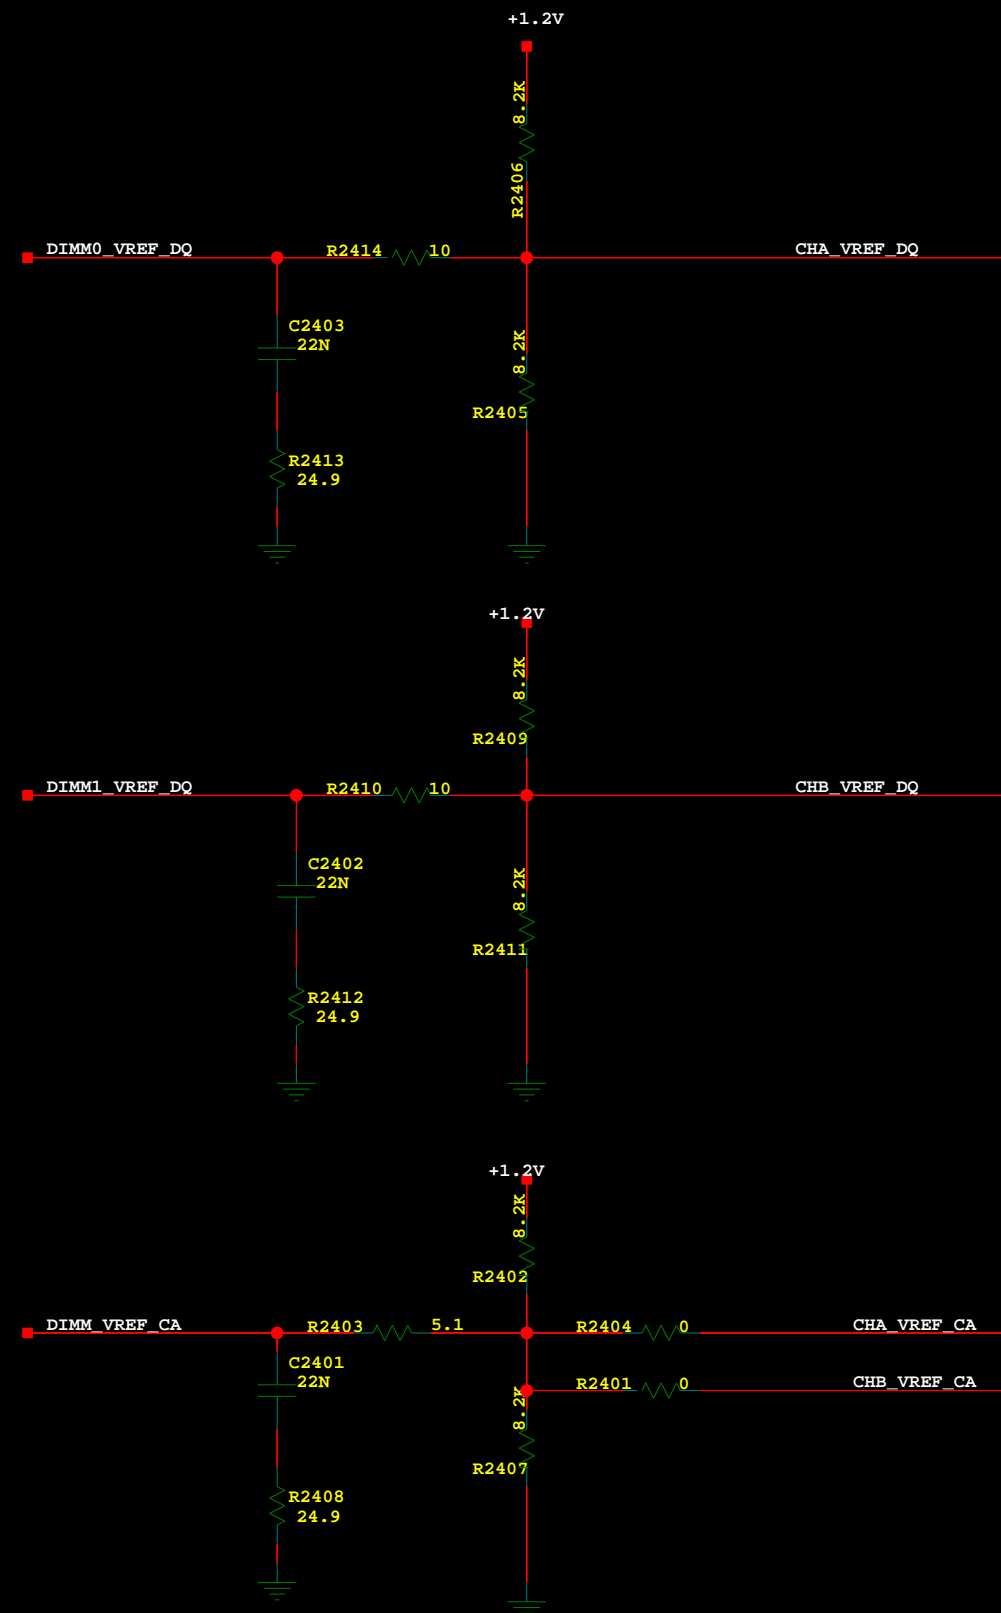 +1.2V
8.2K
R2406
DIMM0_VREF_DQ
R2414
10
CHA_VREF_DQ
C2403
22N
8.2K
R2405
R2413
24.9
+1.2V
8.2K
R2409
DIMM1_VREF_DQ
R2410
10
CHB_VREF_DQ
C2402
22N
8.2K
R2411
R2412
24.9
+1.2V
8.2K
R2402
DIMM_VREF_CA
R2403
5.1
R2404
0
CHA_VREF_CA
C2401
22N
R2401
0
CHB_VREF_CA
8.2K
R2407
R2408
24.9